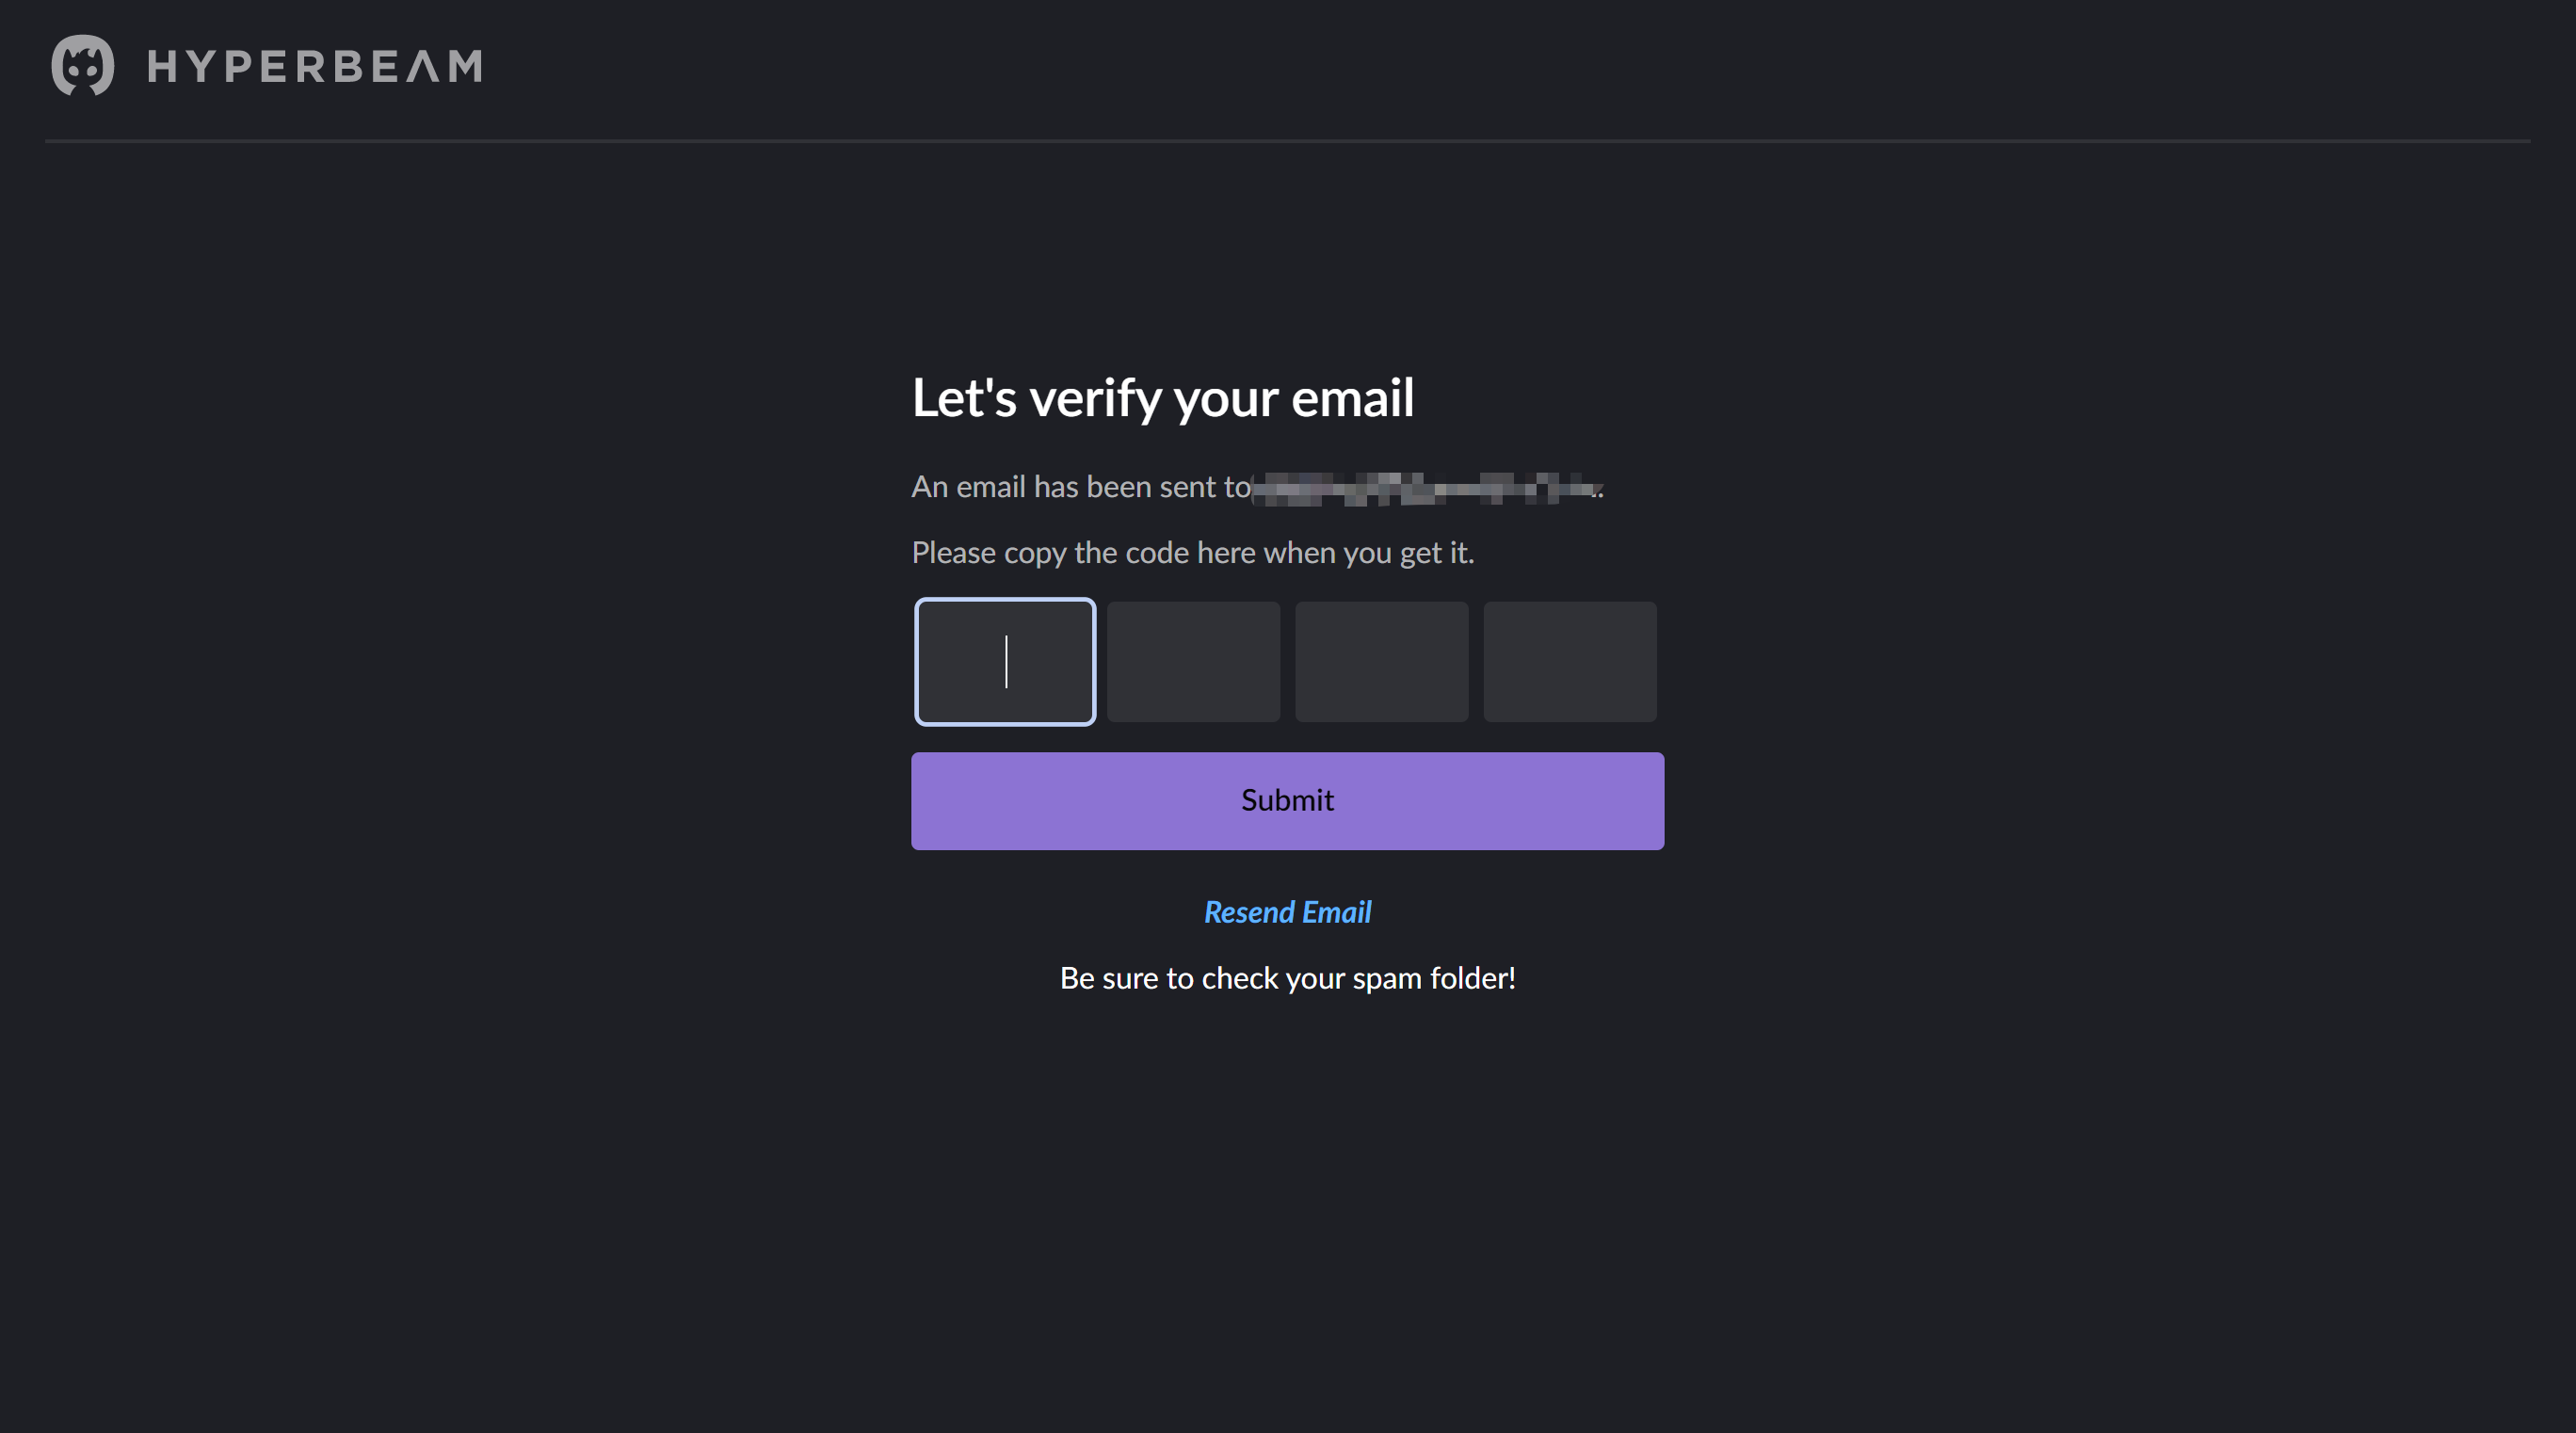 HYPERBEAM
Let's verify your email
An email has been sent to
Please copy the code here when you get it.
Submit
Resend Email
Be sure to check your spam folder!